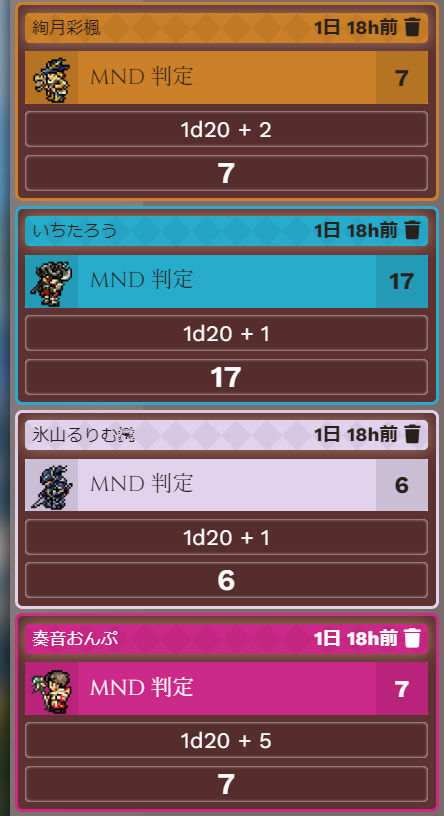 絢月彩楓 1日 18h前
MND 判定 7
1d20 + 2
7
いちたろう 1日 18h前
MND 判定 17
1d20 + 1
17
氷山るりむ 1日 18h前
MND 判定 6
1d20 + 1
6
奏音おんぷ 1日 18h前
MND 判定 7
1d20 + 5
7